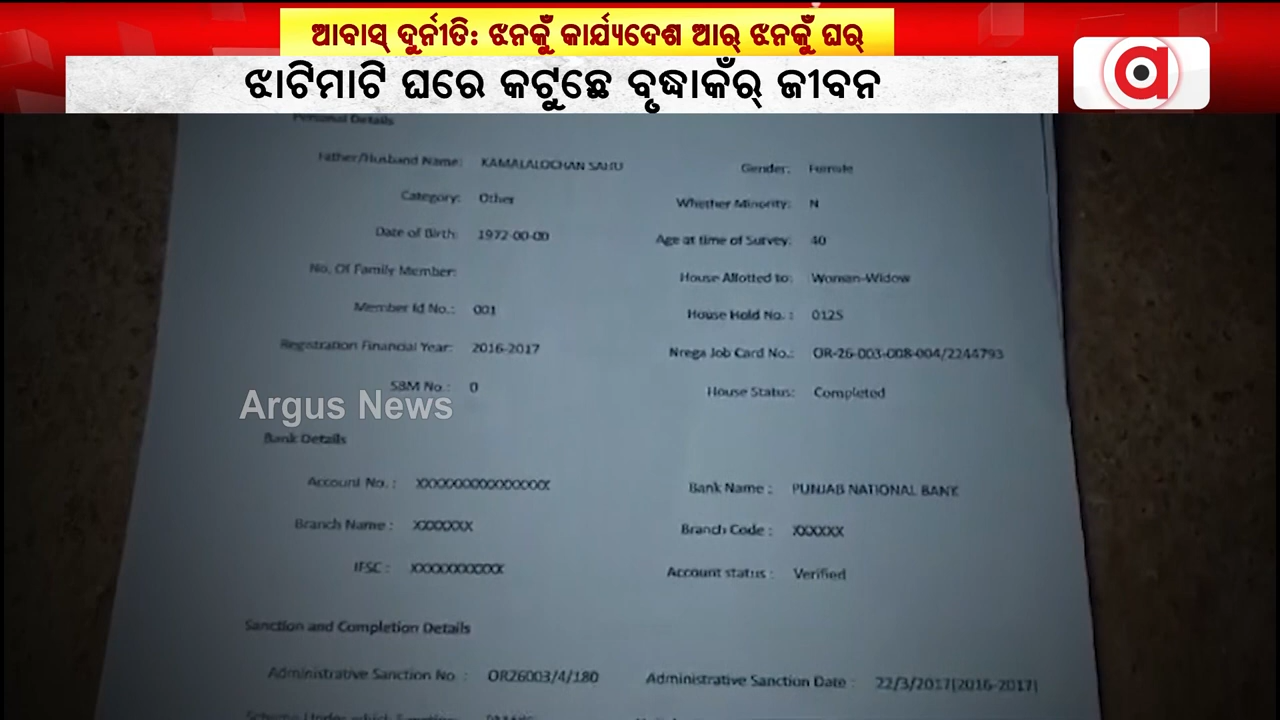 ଆବାସ୍ ଦୁର୍ନୀତି: ଝନକୁଁ କାର୍ଯ୍ୟଦେଶ ଆର୍ ଝନକୁଁ ଘର୍
ଝାଟିମାଟି ଘରେ କଟୁଛେ ବୃଦ୍ଧାକଁର୍ ଜୀବନ
Personal Details
Father/Husband Name: KAMALALOCHAN SAHU Gender: Female
Category: Other Whether Minority: N
Date of Birth: 1972-00-00 Age at time of Survey: 40
No. Of Family Member: House Allotted to: Woman-Widow
Member Id No.: 001 House Hold No. : 0125
Registration Financial Year: 2016-2017 Nrega Job Card No.: OR-26-003-008-004/2244793
SBM No.: 0 House Status: Completed
Argus News
Bank Details
Account No. : XXXXXXXXXXXXXXXX Bank Name : PUNJAB NATIONAL BANK
Branch Name : XXXXXXX Branch Code : XXXXXX
IFSC : XXXXXXXXXXX Account status : Verified
Sanction and Completion Details
Administrative Sanction No : OR26003/4/180 Administrative Sanction Date : 22/3/2017[2016-2017]